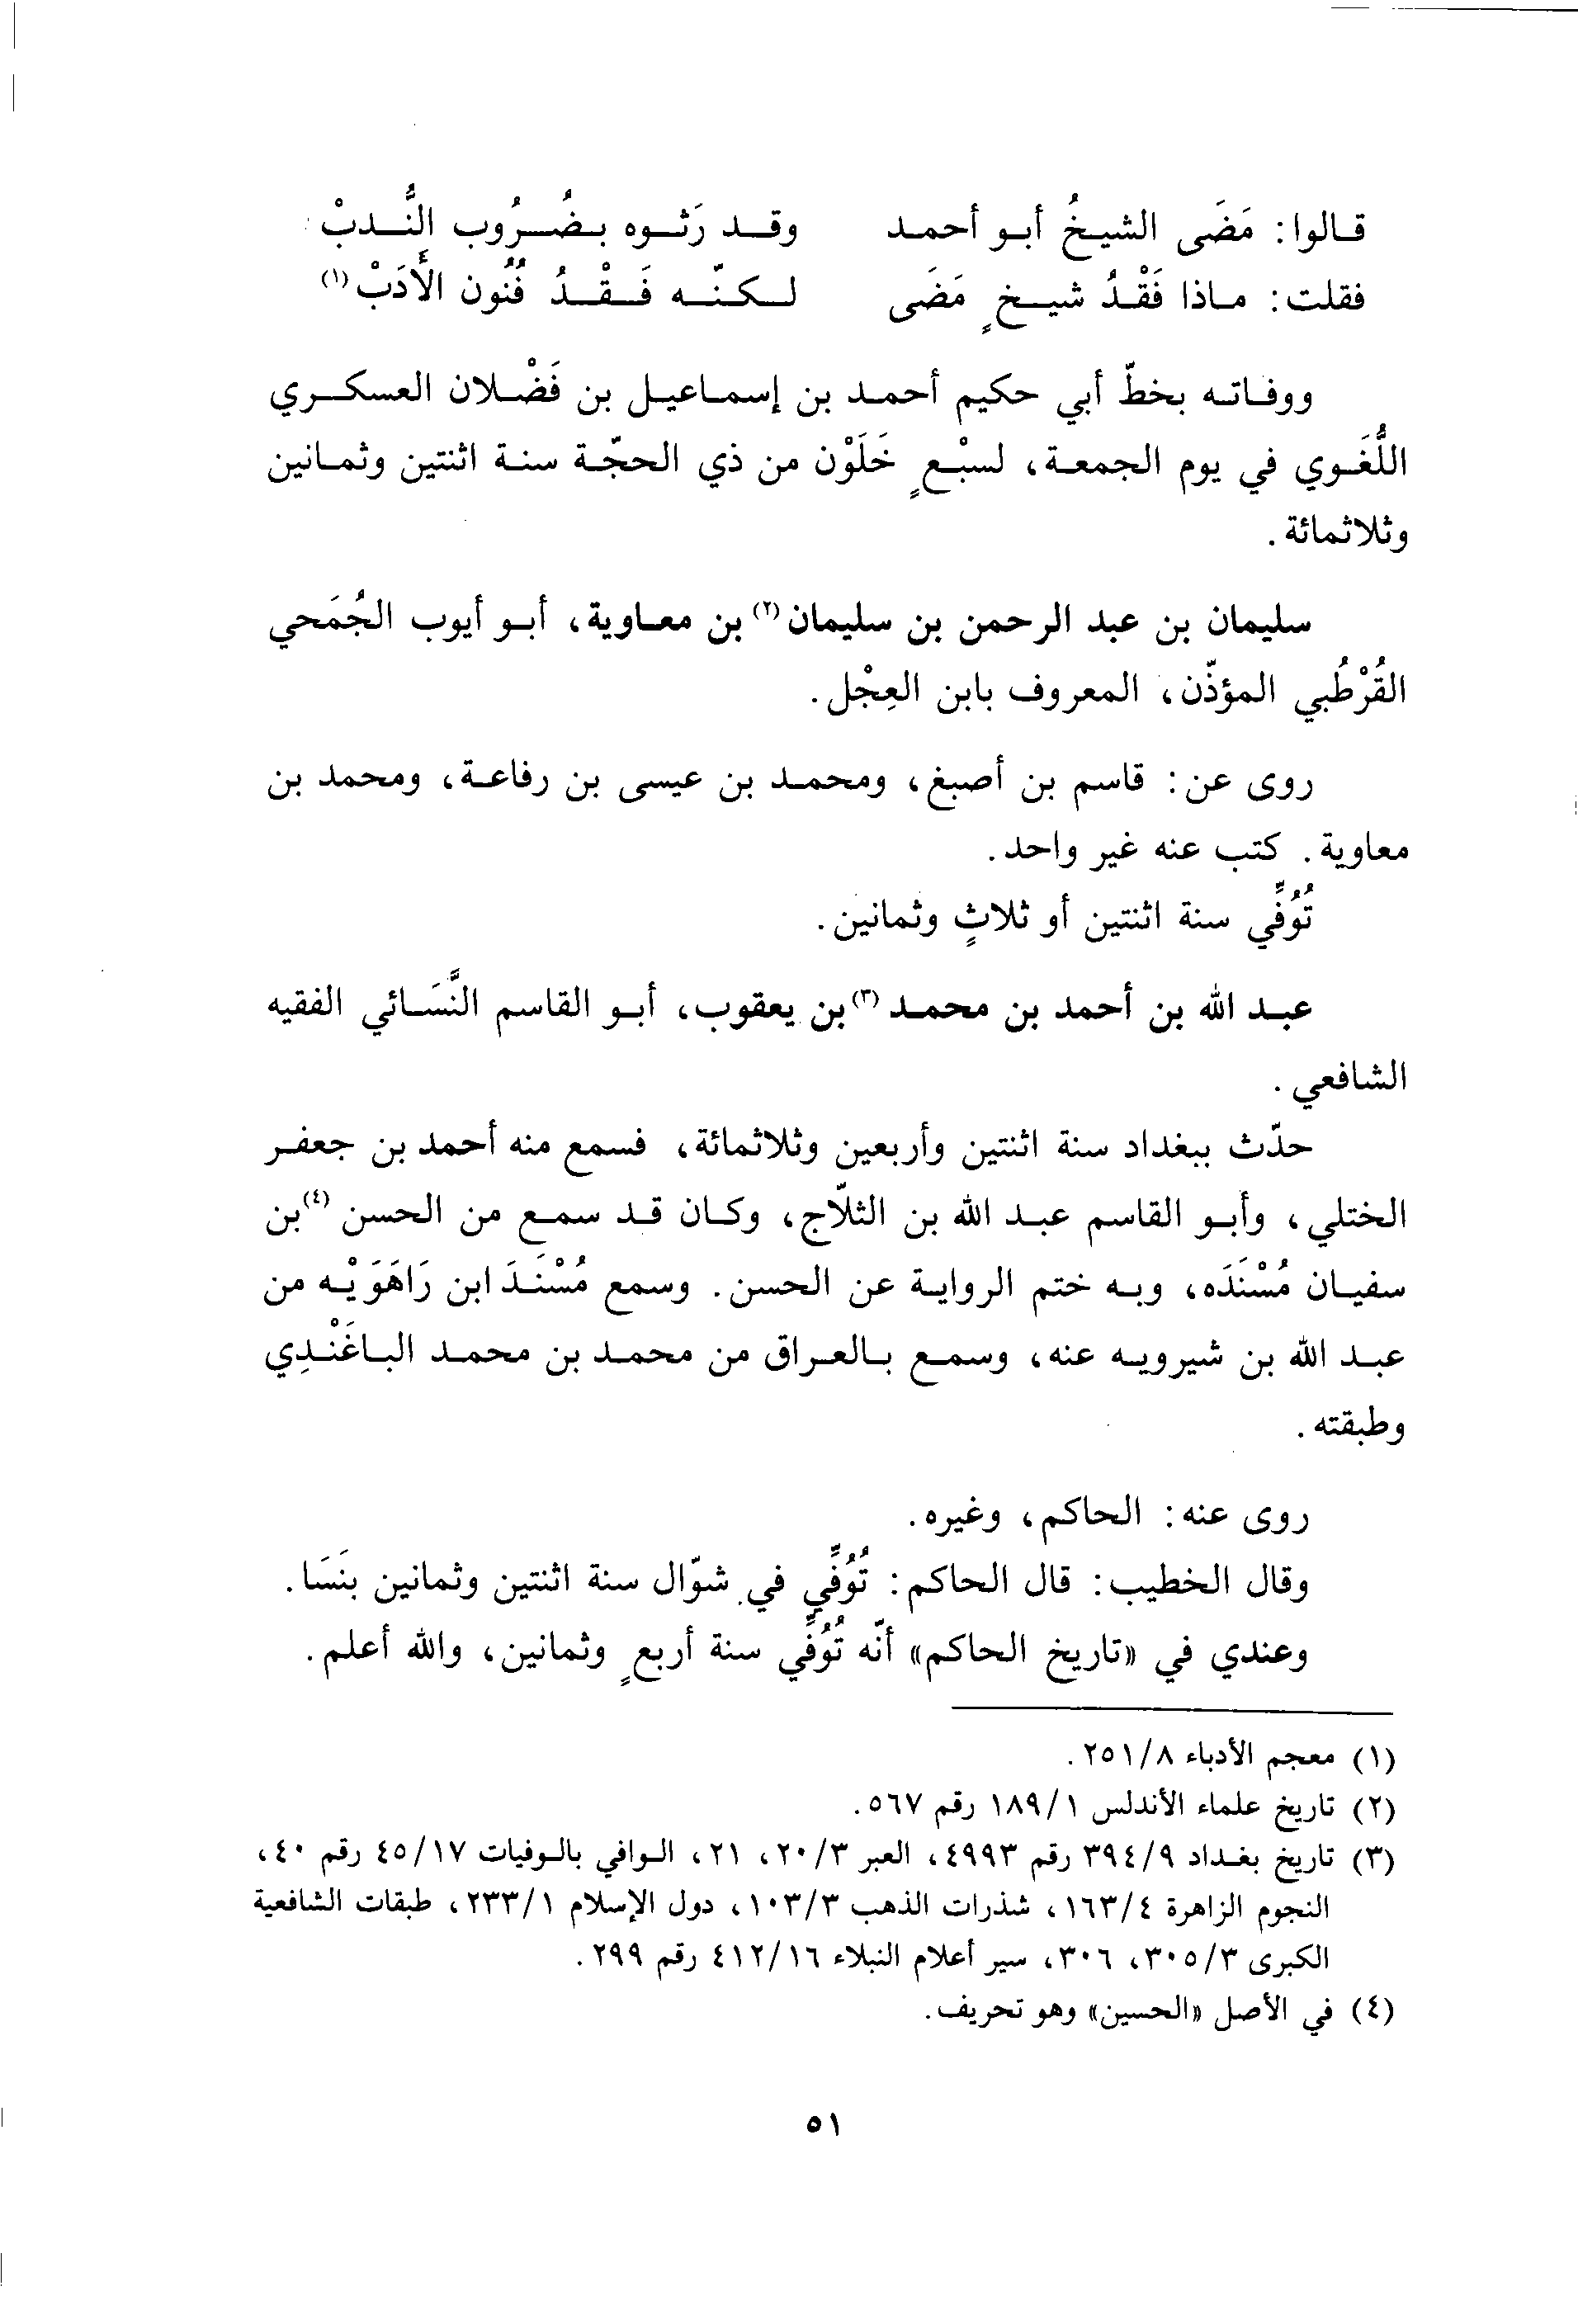 قالوا: مَضَى الشيخُ أبو أحمد وقد رَثوه بضُرُوب النُّدبْ
فقلت: ماذا فَقْدُ شيخٍ مَضَى لكنّه فَقْدُ فُنُون الأَدَبْ(١)
ووفاته بخطّ أبي حكيم أحمد بن إسماعيل بن فَضْلان العسكري
اللُّغَوي في يوم الجمعة، لسبْعٍ خَلَوْن من ذي الحجّة سنة اثنتين وثمانين
وثلاثمائة.
سليمان بن عبد الرحمن بن سليمان(٢) بن معاوية، أبو أيوب الجُمَحي
القُرْطُبي المؤذّن، المعروف بابن العِجْل.
روى عن: قاسم بن أصبغ، ومحمد بن عيسى بن رفاعة، ومحمد بن
معاوية. كتب عنه غير واحد.
تُوُفِّي سنة اثنتين أو ثلاثٍ وثمانين.
عبد الله بن أحمد بن محمد(٣) بن يعقوب، أبو القاسم النَّسَائي الفقيه
الشافعي.
حدّث ببغداد سنة اثنتين وأربعين وثلاثمائة، فسمع منه أحمد بن جعفر
الختلي، وأبو القاسم عبد الله بن الثلّاج، وكان قد سمع من الحسن(٤) بن
سفيان مُسْنَدَه، وبه ختم الرواية عن الحسن. وسمع مُسْنَدَ ابن رَاهَوَيْه من
عبد الله بن شيرويه عنه، وسمع بالعراق من محمد بن محمد الباغَنْدِي
وطبقته.
روى عنه: الحاكم، وغيره.
وقال الخطيب: قال الحاكم: تُوُفِّي في شوّال سنة اثنتين وثمانين بنَسَا.
وعندي في «تاريخ الحاكم» أنّه تُوُفِّي سنة أربعٍ وثمانين، والله أعلم.
(١) معجم الأدباء ٢٥١/٨.
(٢) تاريخ علماء الأندلس ١٨٩/١ رقم ٥٦٧.
(٣) تاريخ بغداد ٣٩٤/٩ رقم ٤٩٩٣، العبر ٢٠/٣، ٢١، الوافي بالوفيات ٤٥/١٧ رقم ٤٠،
النجوم الزاهرة ١٦٣/٤، شذرات الذهب ١٠٣/٣، دول الإسلام ٢٣٣/١، طبقات الشافعية
الكبرى ٣٠٥/٣، ٣٠٦، سير أعلام النبلاء ٤١٢/١٦ رقم ٢٩٩.
(٤) في الأصل «الحسين» وهو تحريف.
٥١